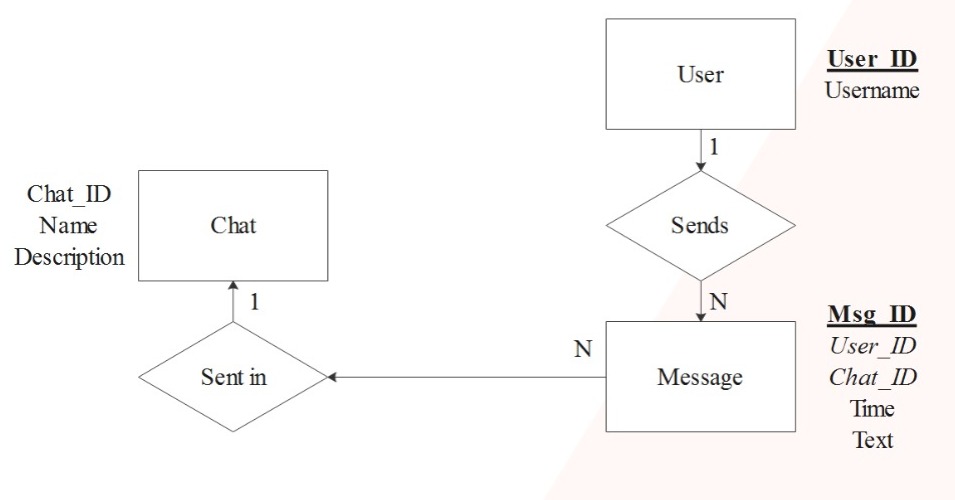 User
User_ID
Username
1
Sends
Chat_ID
Name
Description
Chat
1
N
Sent in
N
Message
Msg_ID
User_ID
Chat_ID
Time
Text